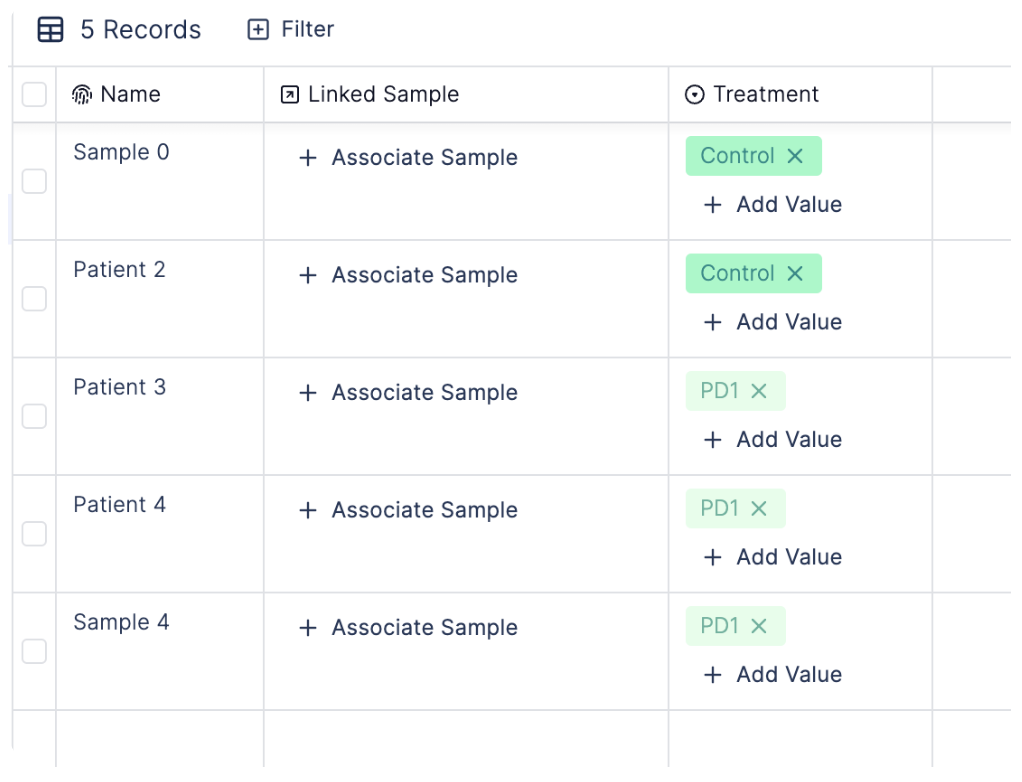 5 Records Filter
Name Linked Sample Treatment
Sample 0 Associate Sample Control
Add Value
Patient 2 Associate Sample Control
Add Value
Patient 3 Associate Sample PD1
Add Value
Patient 4 Associate Sample PD1
Add Value
Sample 4 Associate Sample PD1
Add Value